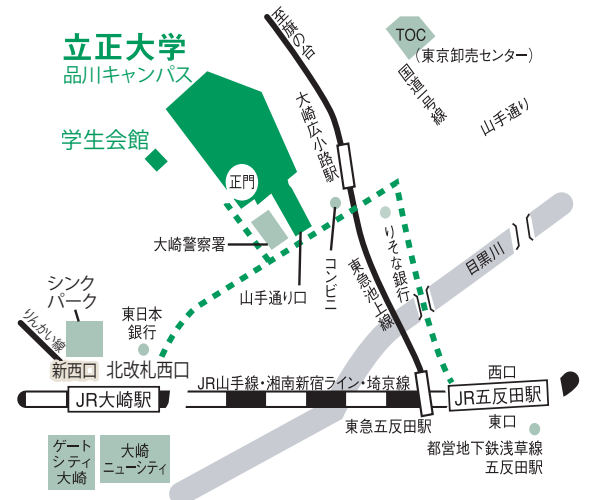 至旗の台
TOC
(東京卸売センター)
国道一号線
山手通り
立正大学
品川キャンパス
学生会館
大崎広小路駅
正門
大崎警察署
山手通り口
コンビニ
りそな銀行
東急池上線
目黒川
シンク
パーク
りんかい線
東日本
銀行
新西口
北改札西口
JR山手線・湘南新宿ライン・埼京線
JR大崎駅
西口
JR五反田駅
東口
東急五反田駅
都営地下鉄浅草線
五反田駅
ゲート
シティ
大崎
大崎
ニューシティ